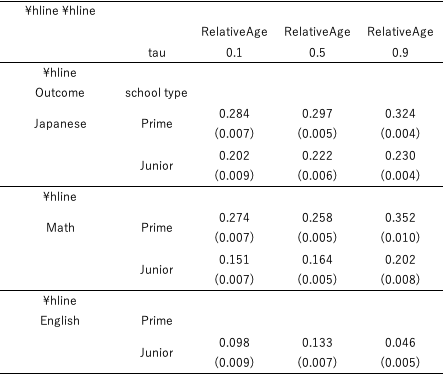 ¥hline ¥hline
RelativeAge RelativeAge RelativeAge
tau 0.1 0.5 0.9
¥hline
Outcome school type
0.284 0.297 0.324
Japanese Prime
(0.007) (0.005) (0.004)
0.202 0.222 0.230
Junior
(0.009) (0.006) (0.004)
¥hline
0.274 0.258 0.352
Math Prime
(0.007) (0.005) (0.010)
0.151 0.164 0.202
Junior
(0.007) (0.005) (0.008)
¥hline
English Prime
0.098 0.133 0.046
Junior
(0.009) (0.007) (0.005)